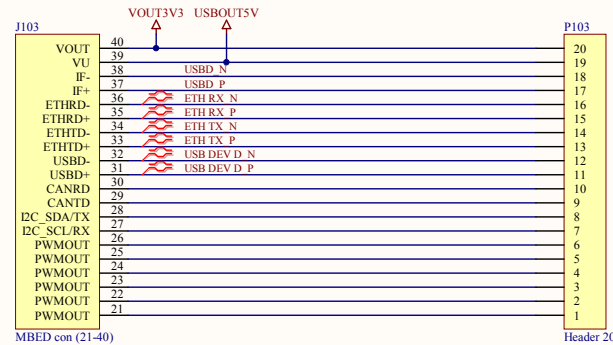 VOUT3V3 USBOUT5V
J103 P103
VOUT 40 20
VU 39 19
IF- 38 USBD_N 18
IF+ 37 USBD_P 17
ETHRD- 36 ETH RX_N 16
ETHRD+ 35 ETH RX_P 15
ETHTD- 34 ETH TX_N 14
ETHTD+ 33 ETH TX_P 13
USBD- 32 USB DEV D_N 12
USBD+ 31 USB DEV D_P 11
CANRD 30 10
CANTD 29 9
I2C_SDA/TX 28 8
I2C_SCL/RX 27 7
PWMOUT 26 6
PWMOUT 25 5
PWMOUT 24 4
PWMOUT 23 3
PWMOUT 22 2
PWMOUT 21 1
MBED con (21-40) Header 20